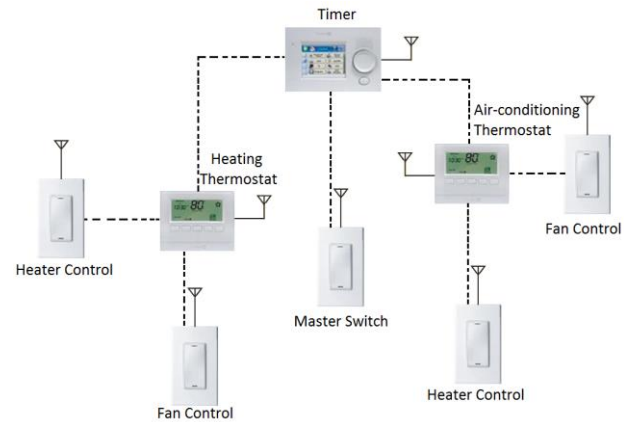 Timer
Air-conditioning
Thermostat
Heating
Thermostat
80
80
Heater Control
Fan Control
Master Switch
Fan Control
Heater Control